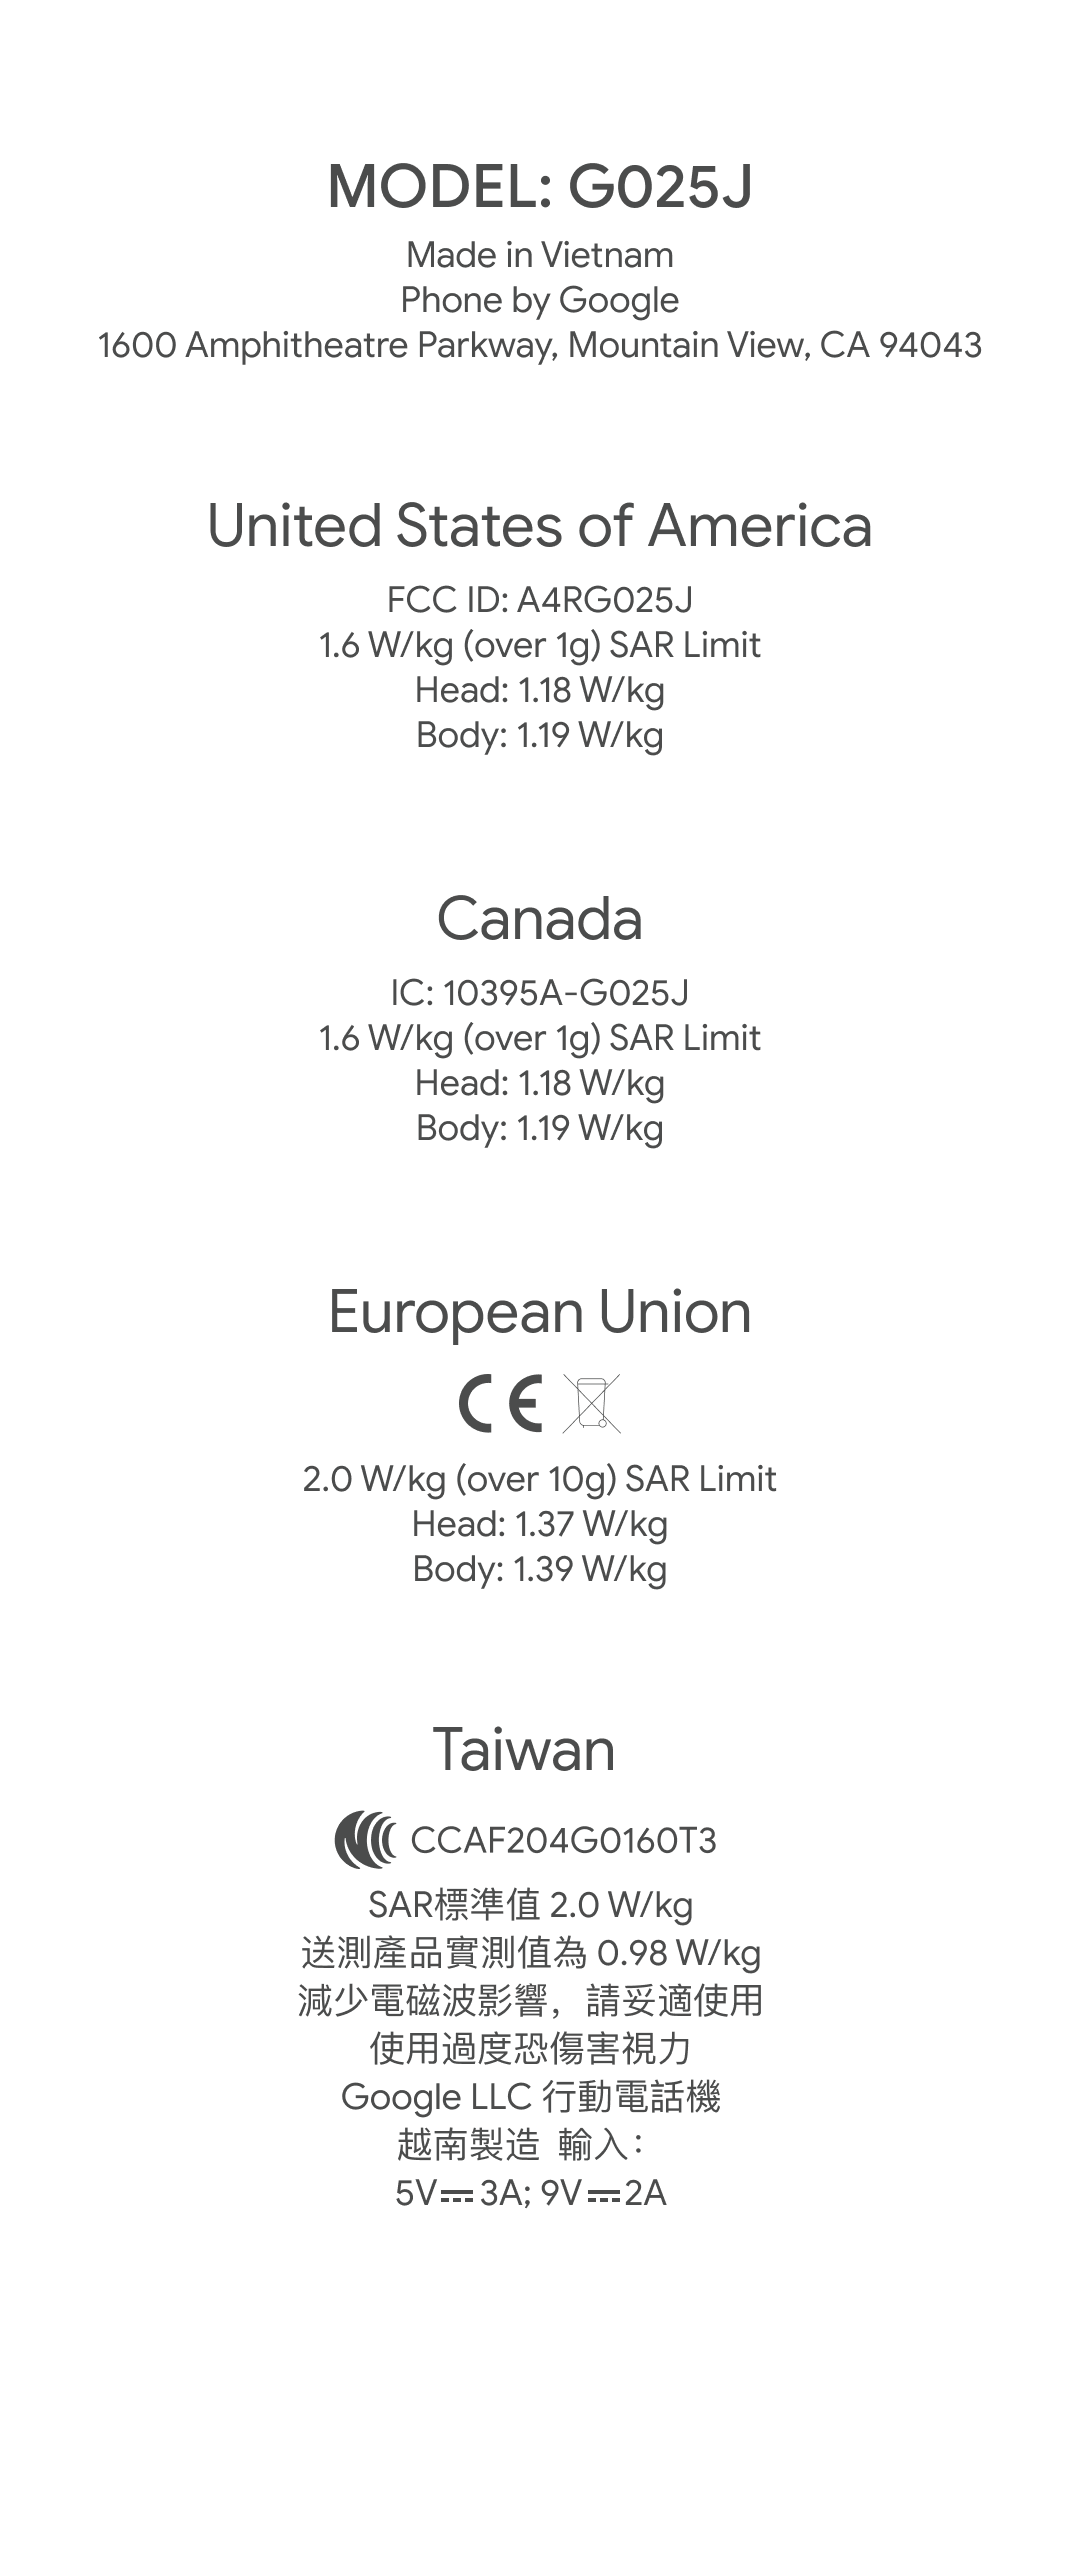 MODEL: G025J
Made in Vietnam
Phone by Google
1600 Amphitheatre Parkway, Mountain View, CA 94043
United States of America
FCC ID: A4RG025J
1.6 W/kg (over 1g) SAR Limit
Head: 1.18 W/kg
Body: 1.19 W/kg
Canada
IC: 10395A-G025J
1.6 W/kg (over 1g) SAR Limit
Head: 1.18 W/kg
Body: 1.19 W/kg
European Union
CE
2.0 W/kg (over 10g) SAR Limit
Head: 1.37 W/kg
Body: 1.39 W/kg
Taiwan
CCAF204G0160T3
SAR標準值 2.0 W/kg
送測產品實測值為 0.98 W/kg
減少電磁波影響，請妥適使用
使用過度恐傷害視力
Google LLC 行動電話機
越南製造 輸入：
5V⎓3A; 9V⎓2A